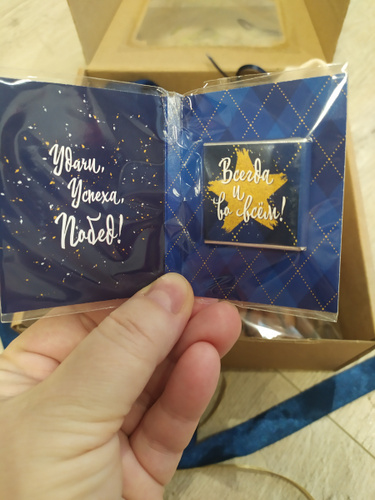 Удачи,
Успеха,
Побед!
Всегда
и
во всём!